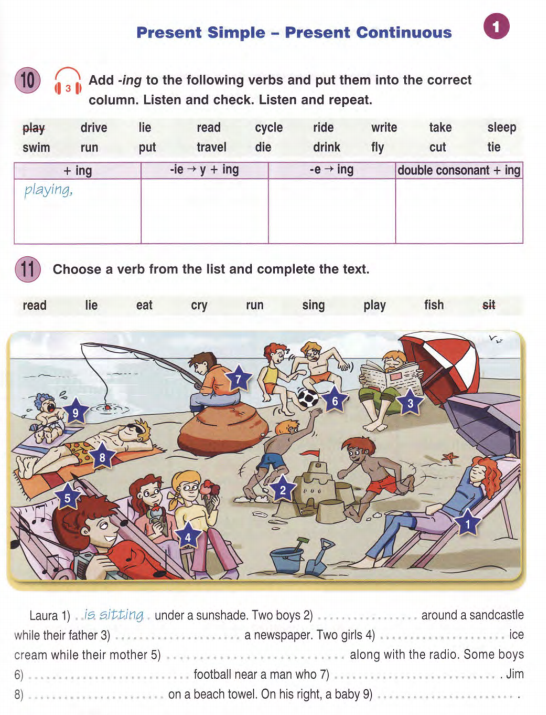 Present Simple – Present Continuous 1
10 3 Add -ing to the following verbs and put them into the correct
column. Listen and check. Listen and repeat.
play drive lie read cycle ride write take sleep
swim run put travel die drink fly cut tie
+ ing -ie → y + ing -e → ing double consonant + ing
playing,
11 Choose a verb from the list and complete the text.
read lie eat cry run sing play fish sit
7
6
3
9
8
5
2
4
1
Laura 1) ..is sitting . under a sunshade. Two boys 2) .................. around a sandcastle
while their father 3) ....................... a newspaper. Two girls 4) ........................ ice
cream while their mother 5) ................................ along with the radio. Some boys
6) ............................. football near a man who 7) ............................... . Jim
8) ......................... on a beach towel. On his right, a baby 9) ......................... .